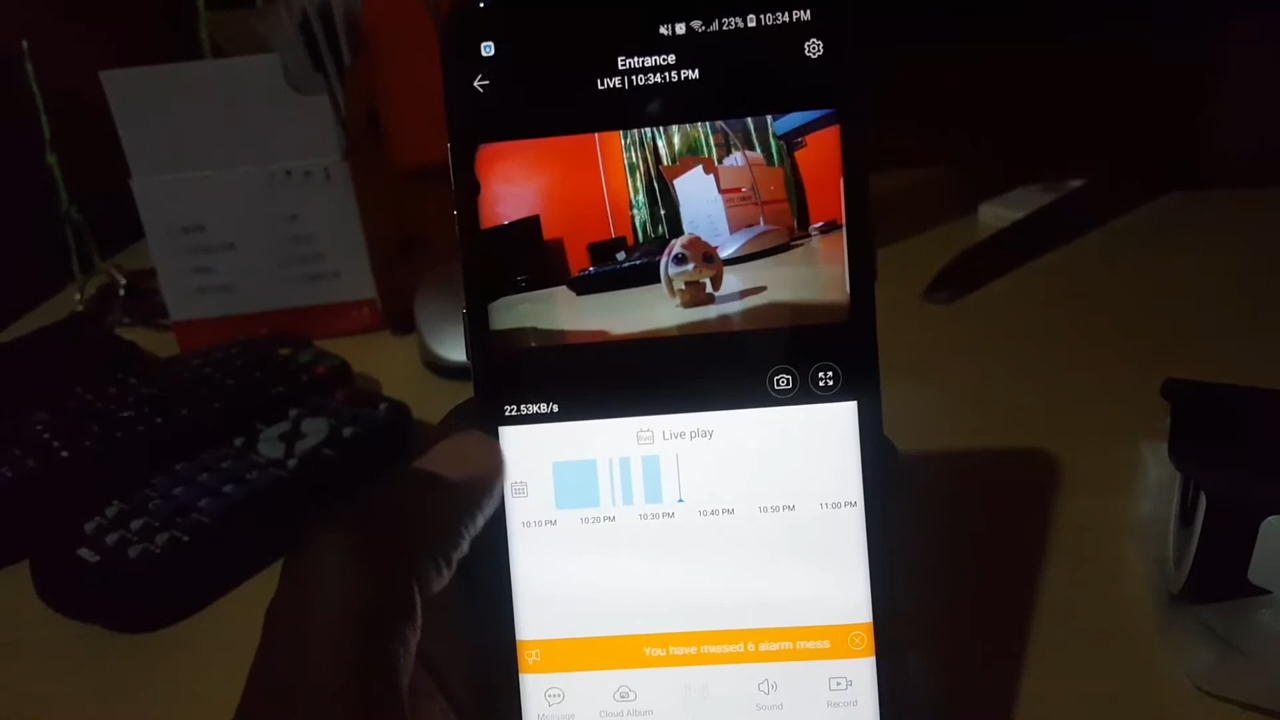 23% 10:34 PM
Entrance
LIVE | 10:34:15 PM
22.53KB/s
Live play
10:10 PM 10:20 PM 10:30 PM 10:40 PM 10:50 PM 11:00 PM
You have missed 6 alarm mess
Message Cloud Album Sound Record